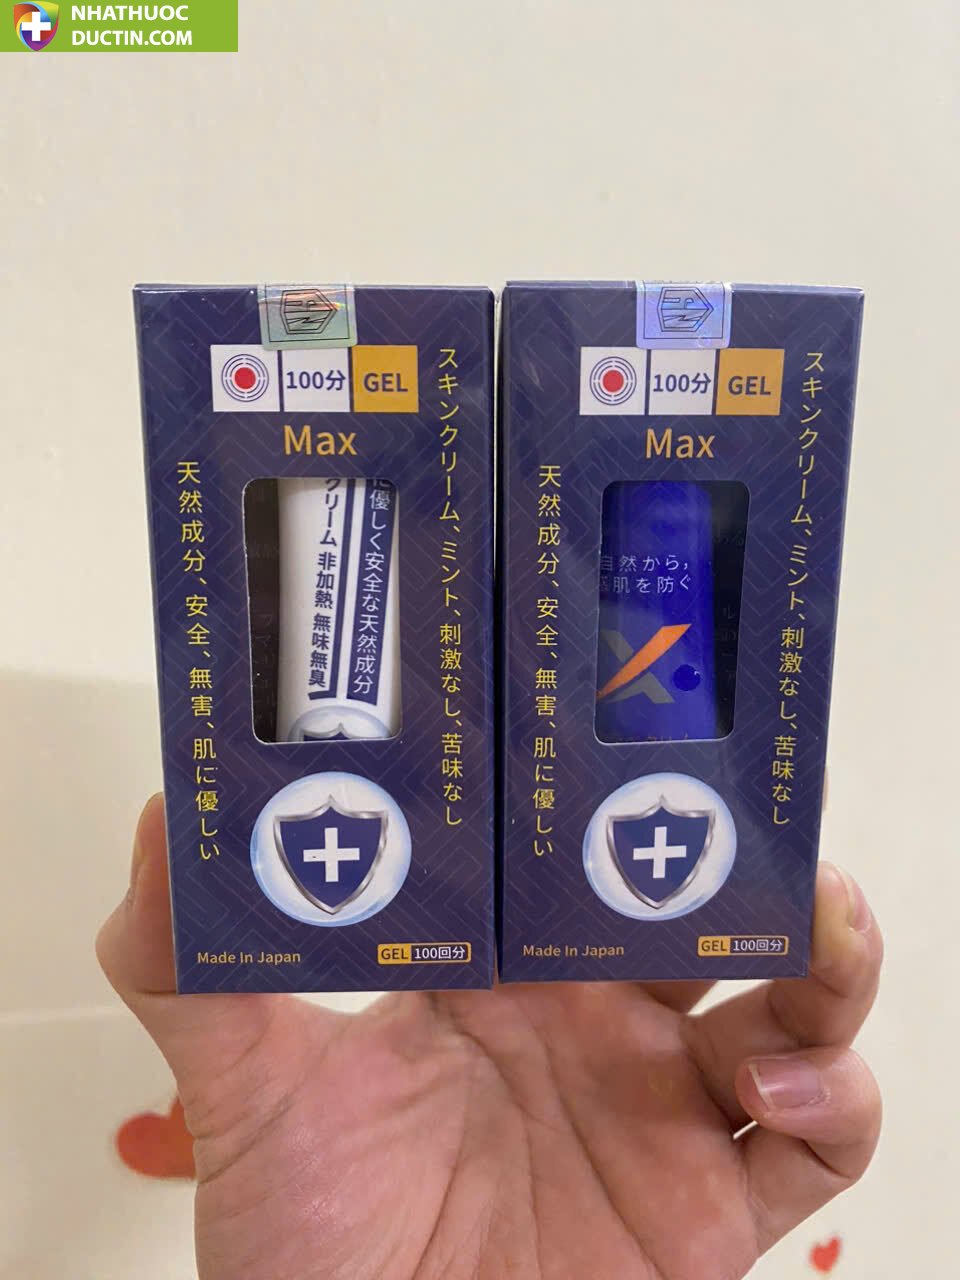 NHATHUOC
DUCTIN.COM
100分
GEL
Max
スキンクリーム、ミント、刺激なし、苦味なし
天然成分、安全、無害、肌に優しい
に優しく安全な天然成分
クリーム 非加熱 無味無臭
Made In Japan
GEL 100回分
100分
GEL
Max
スキンクリーム、ミント、刺激なし、苦味なし
天然成分、安全、無害、肌に優しい
自然から,
肌を防ぐ
Made In Japan
GEL 100回分